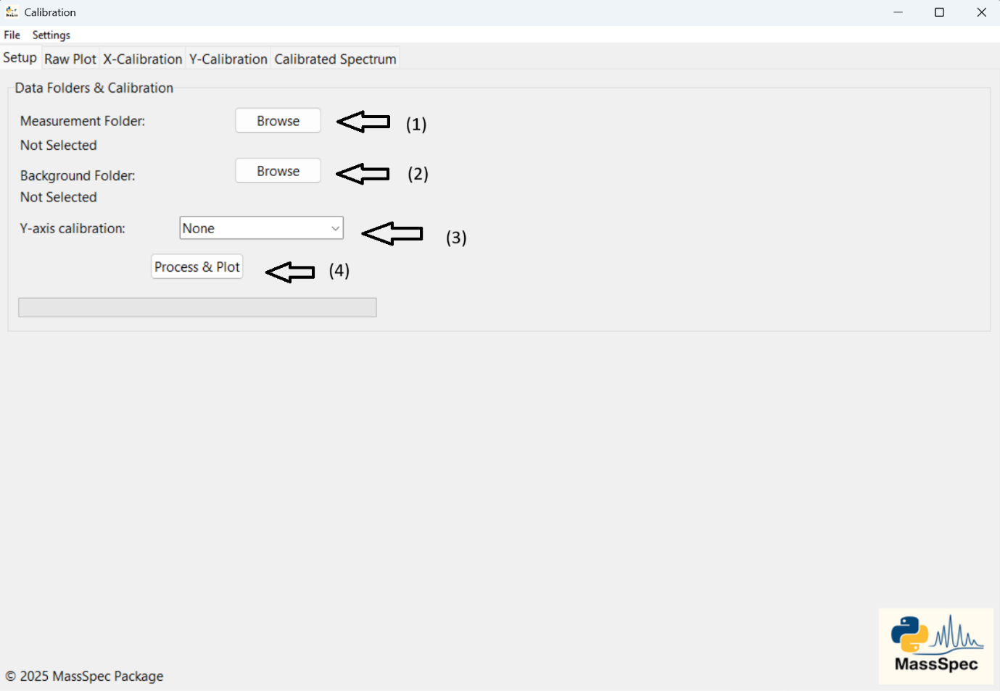 Calibration
File Settings
Setup Raw Plot X-Calibration Y-Calibration Calibrated Spectrum
Data Folders & Calibration
Measurement Folder: Browse (1)
Not Selected
Background Folder: Browse (2)
Not Selected
Y-axis calibration: None (3)
Process & Plot (4)
MassSpec
© 2025 MassSpec Package